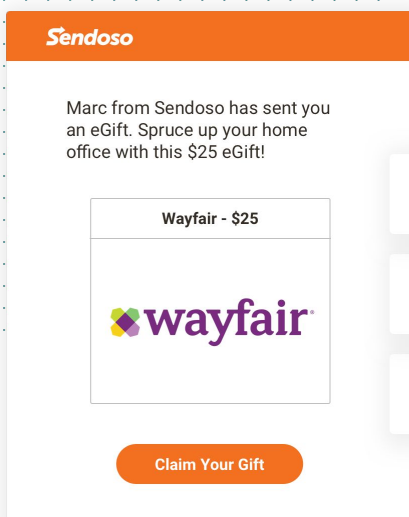 Sendoso
Marc from Sendoso has sent you
an eGift. Spruce up your home
office with this $25 eGift!
Wayfair - $25
wayfair®
Claim Your Gift